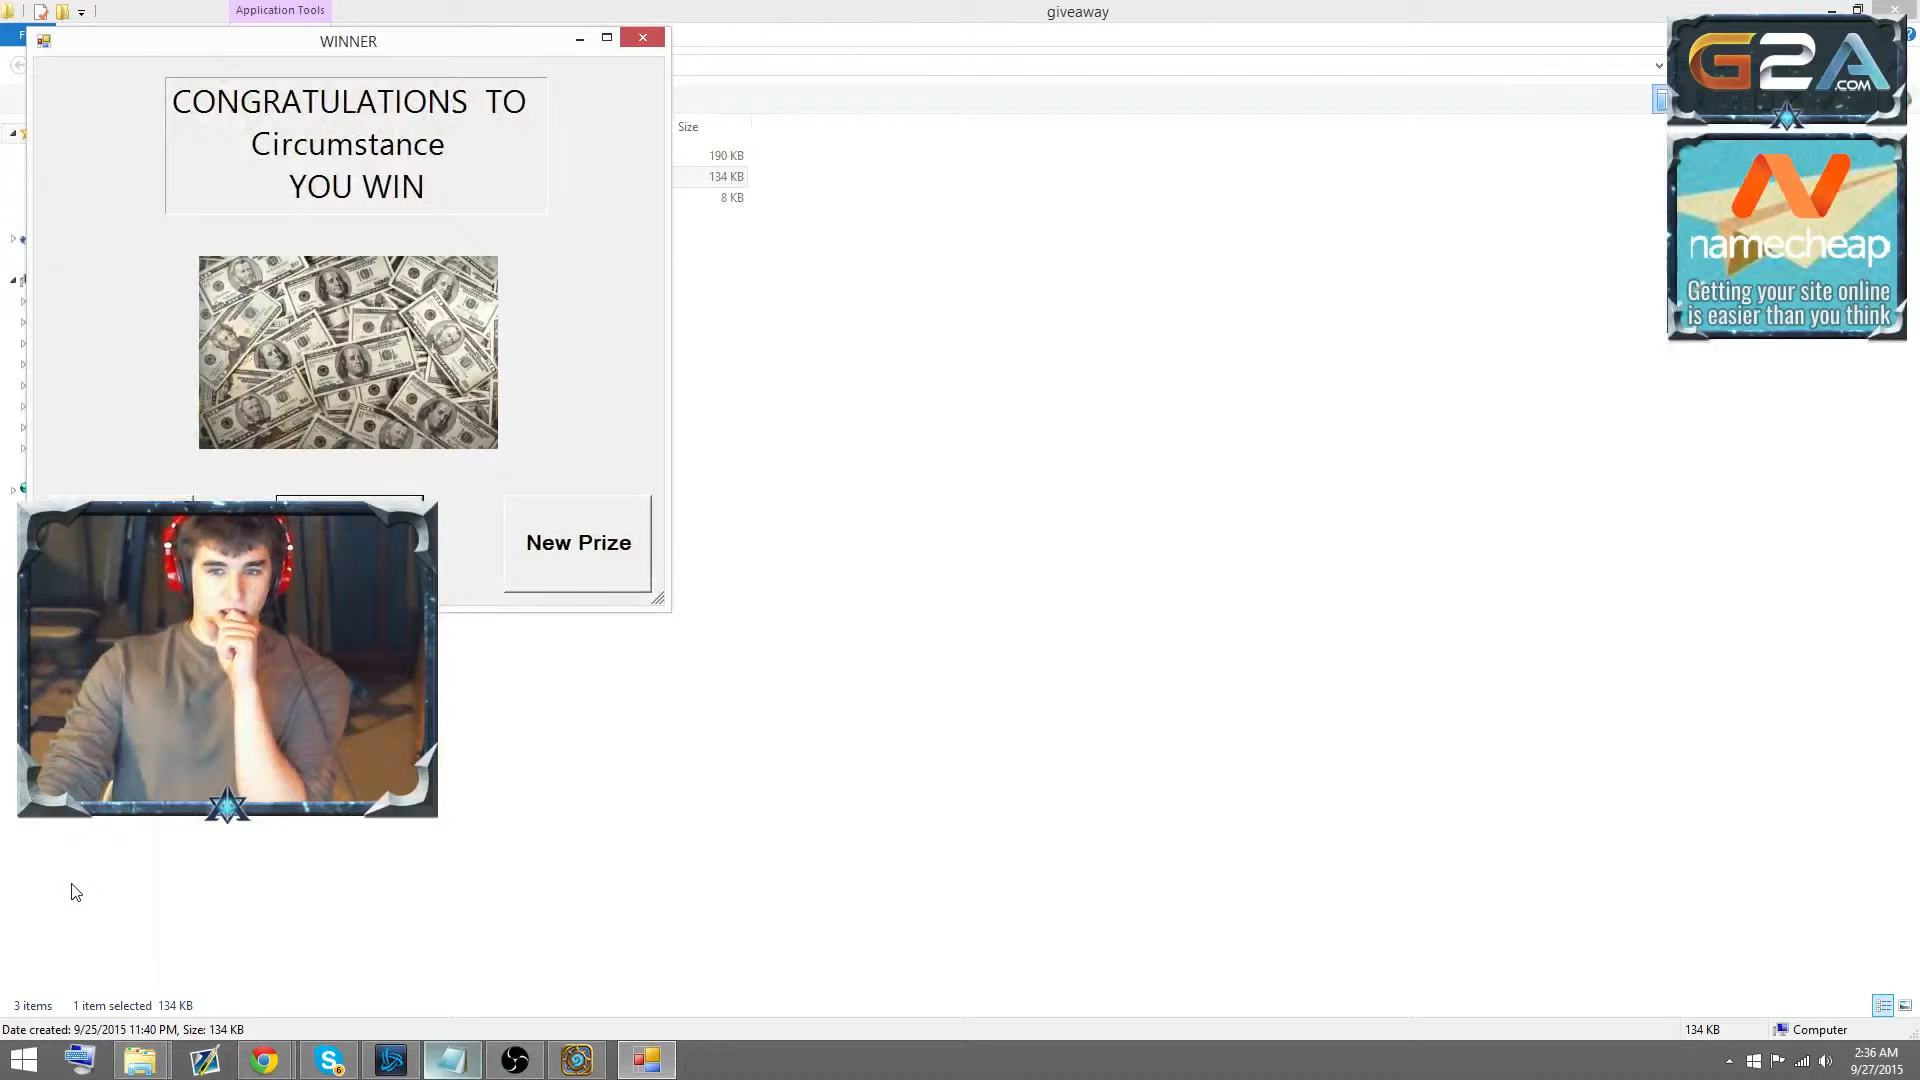 Application Tools
giveaway
WINNER
CONGRATULATIONS TO
Circumstance
YOU WIN
New Prize
Size
190 KB
134 KB
8 KB
G2A
.COM
namecheap
Getting your site online
is easier than you think
3 items 1 item selected 134 KB
Date created: 9/25/2015 11:40 PM, Size: 134 KB
134 KB
Computer
6
2:36 AM
9/27/2015